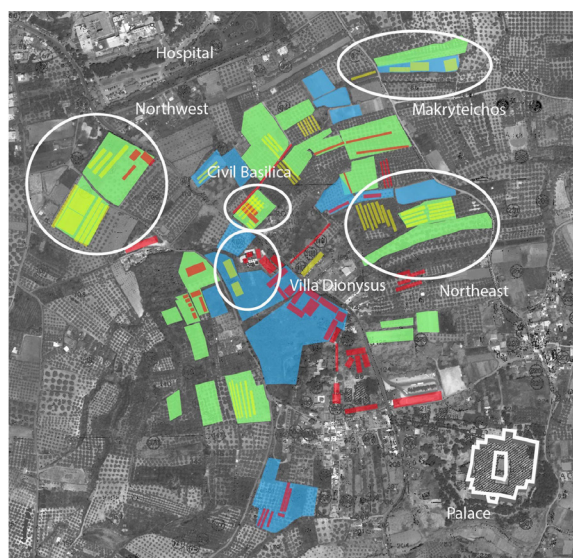 Hospital
Northwest
Makryteichos
Civil Basilica
Villa Dionysus
Northeast
Palace